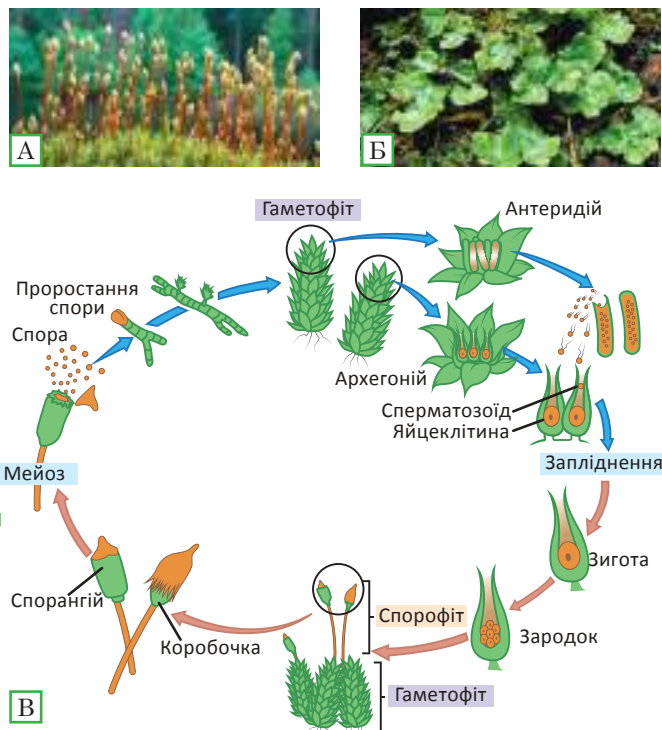 А
Б
Гаметофіт
Антеридій
Проростання
спори
Спора
Архегоній
Сперматозоїд
Яйцеклітина
Мейоз
Запліднення
Зигота
Спорангій
Спорофіт
Зародок
Коробочка
Гаметофіт
В